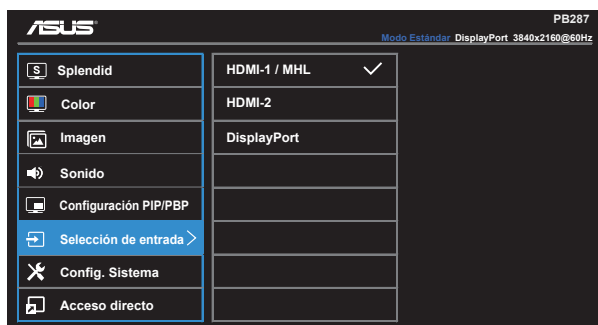 ASUS
PB287
Modo Estándar DisplayPort 3840x2160@60Hz
S Splendid
Color
Imagen
Sonido
Configuración PIP/PBP
Selección de entrada
Config. Sistema
Acceso directo
HDMI-1 / MHL
HDMI-2
DisplayPort